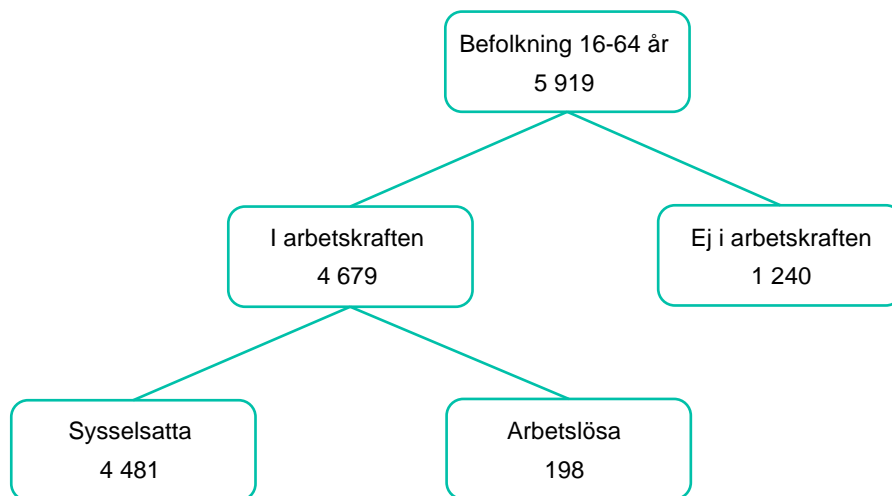 Befolkning 16-64 år
5 919
I arbetskraften
4 679
Ej i arbetskraften
1 240
Sysselsatta
4 481
Arbetslösa
198